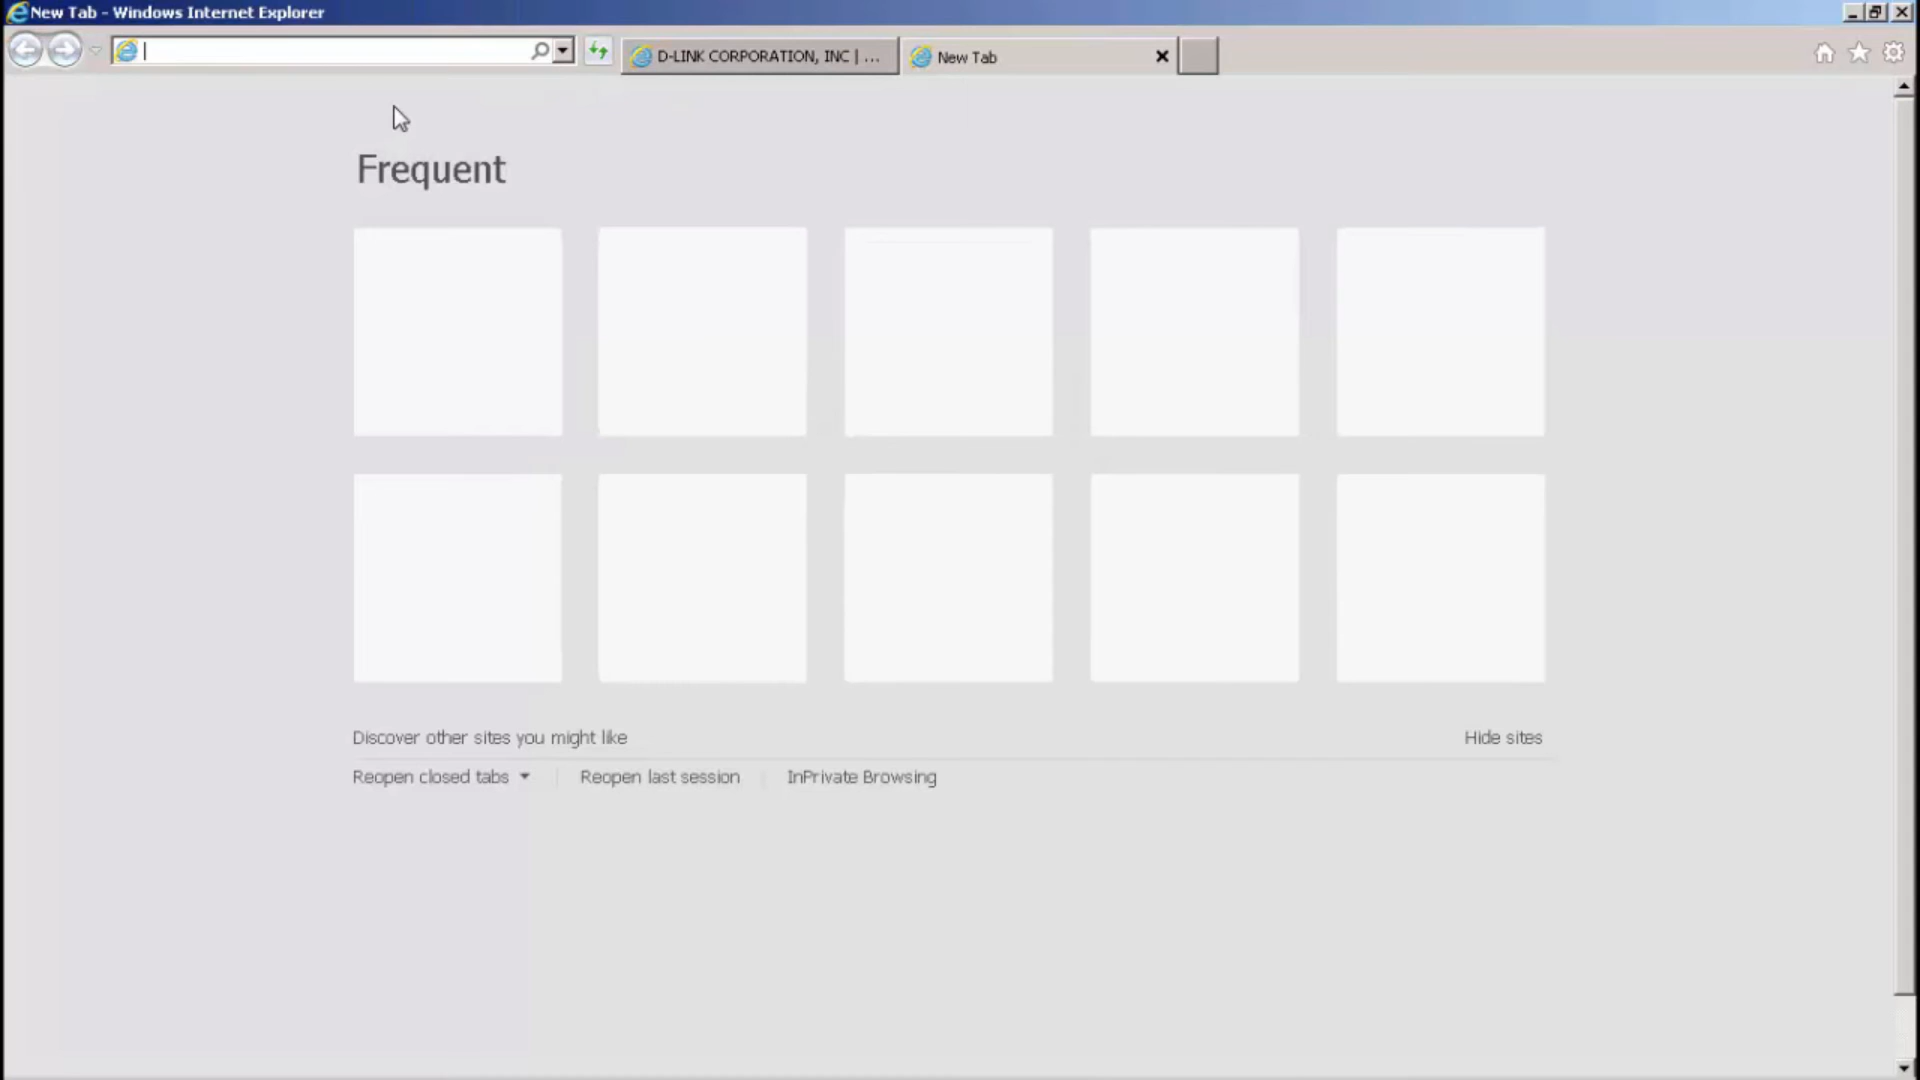 New Tab - Windows Internet Explorer
D-LINK CORPORATION, INC | ...
New Tab
Frequent
Discover other sites you might like
Hide sites
Reopen closed tabs
Reopen last session
InPrivate Browsing